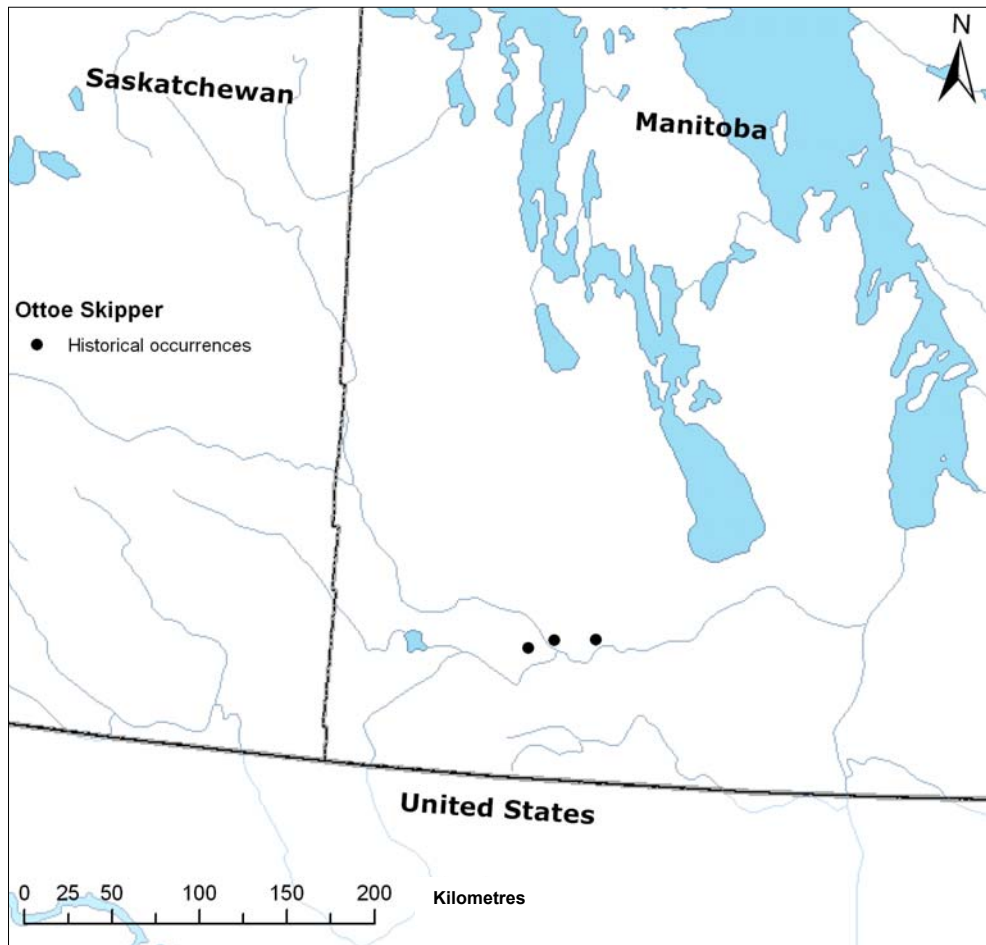 N
Saskatchewan
Manitoba
Ottoe Skipper
Historical occurrences
United States
0 25 50 100 150 200
Kilometres